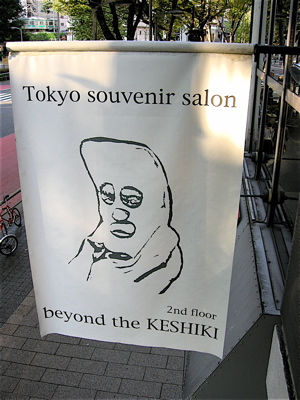 Tokyo souvenir salon
2nd floor
beyond the KESHIKI